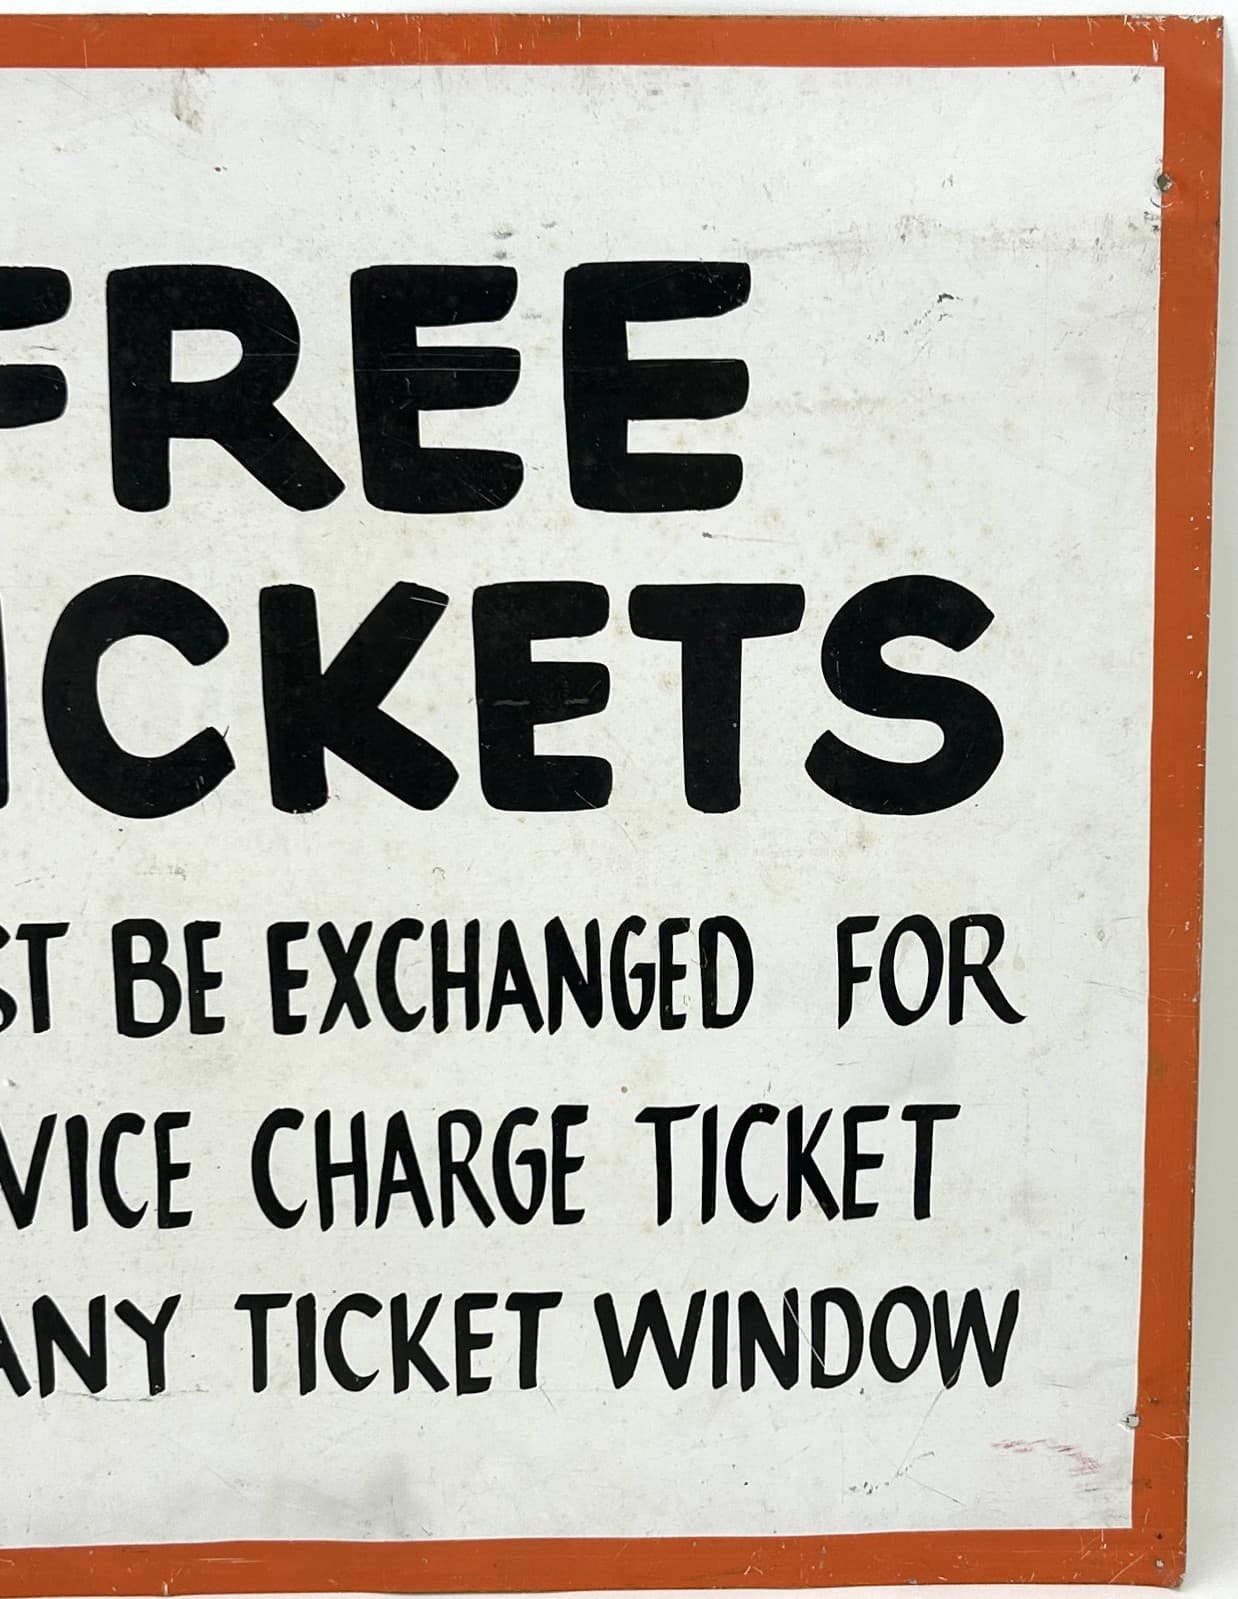 FREE
ICKETS
ST BE EXCHANGED FOR
VICE CHARGE TICKET
ANY TICKET WINDOW